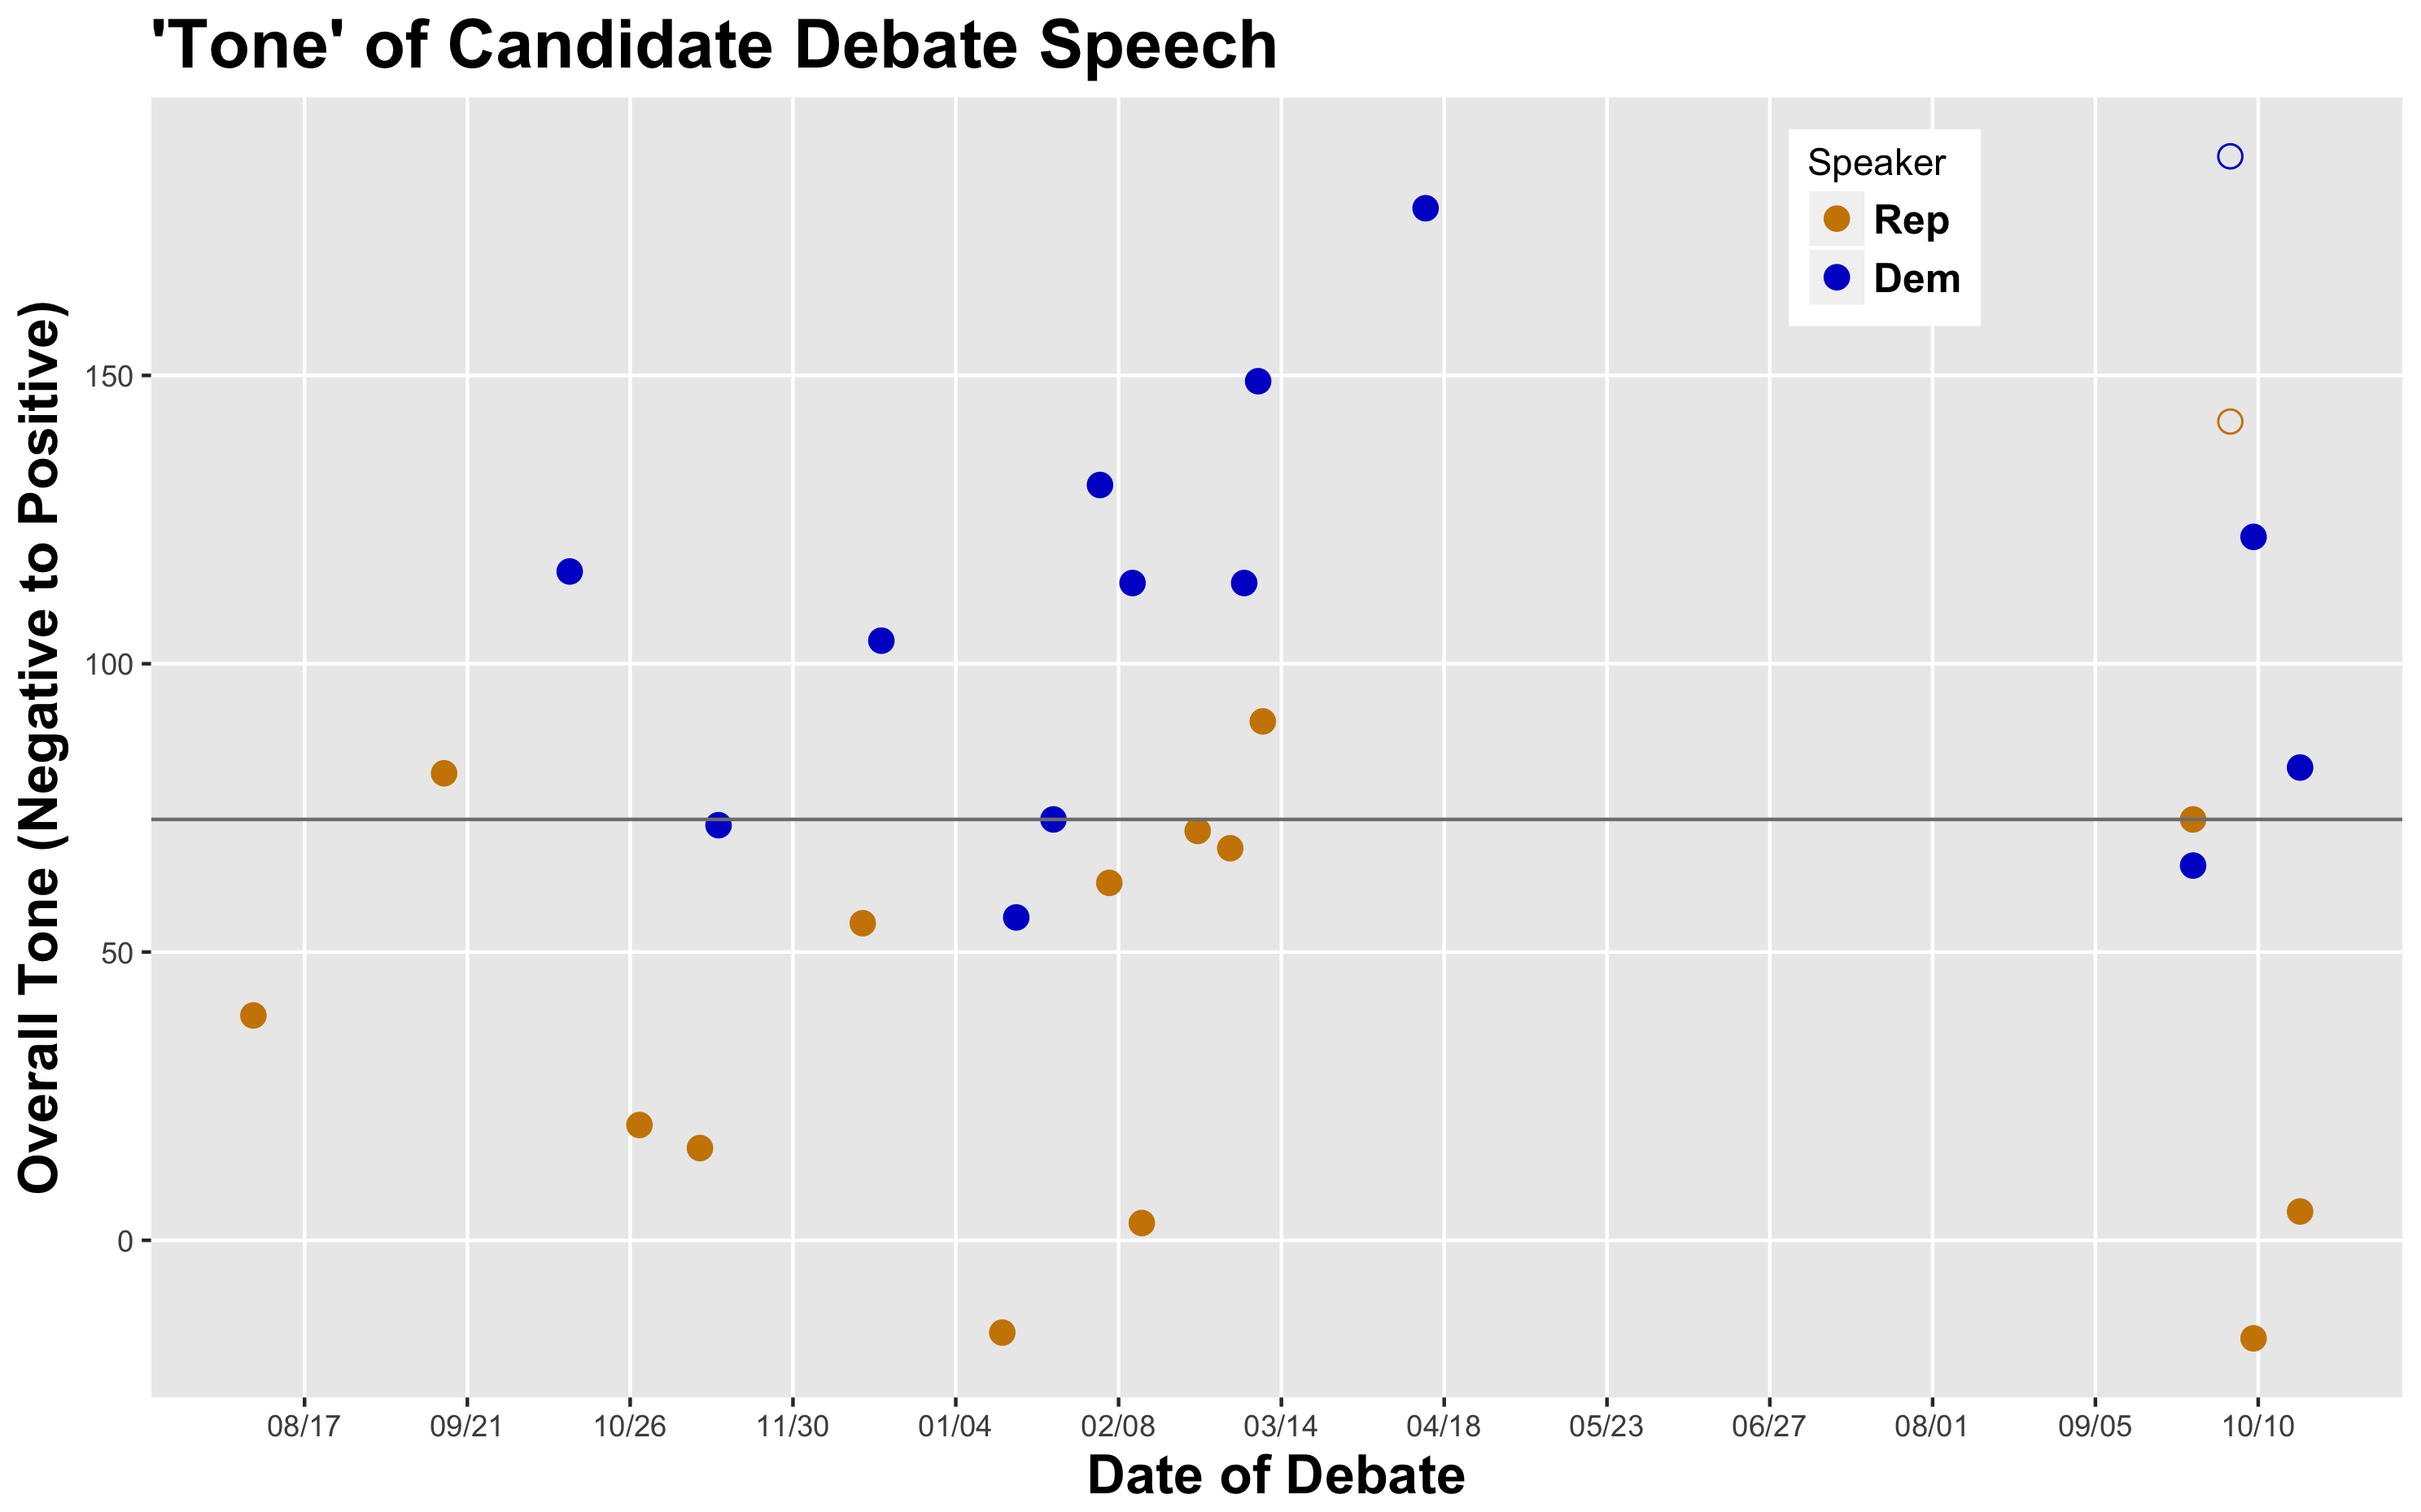 'Tone' of Candidate Debate Speech
Overall Tone (Negative to Positive)
150
100
50
0
Speaker
Rep
Dem
08/17 09/21 10/26 11/30 01/04 02/08 03/14 04/18 05/23 06/27 08/01 09/05 10/10
Date of Debate